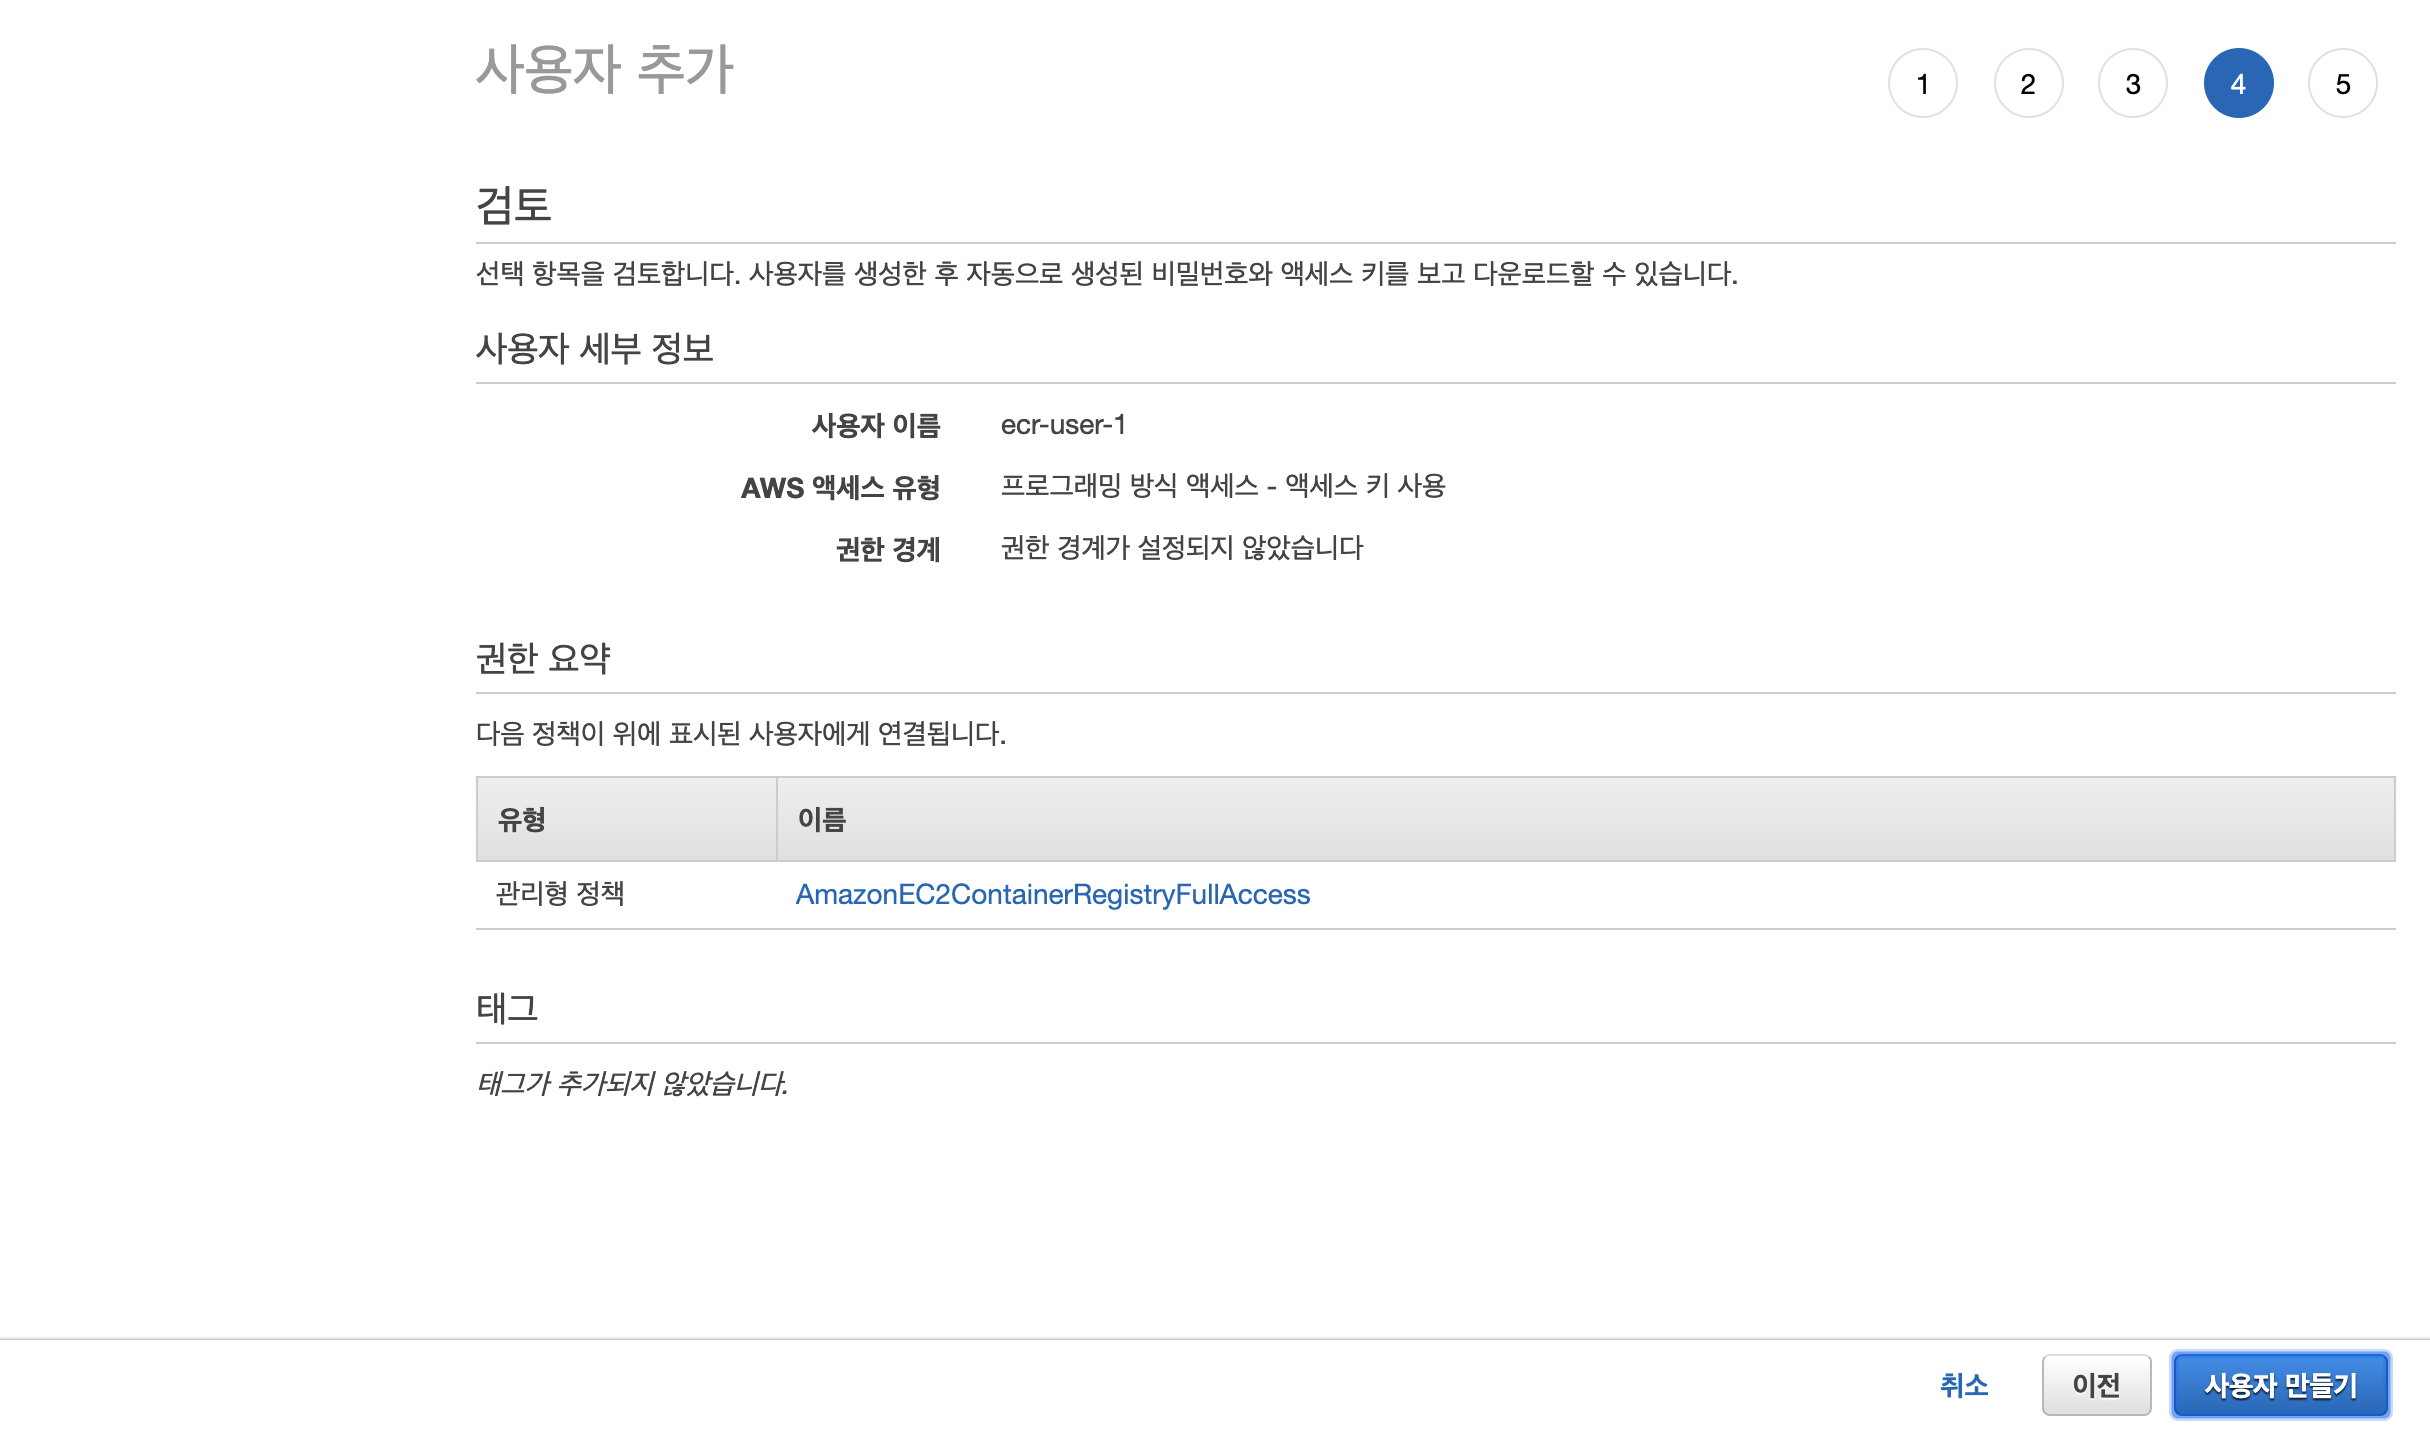 사용자 추가
1 2 3 4 5
검토
선택 항목을 검토합니다. 사용자를 생성한 후 자동으로 생성된 비밀번호와 액세스 키를 보고 다운로드할 수 있습니다.
사용자 세부 정보
사용자 이름 ecr-user-1
AWS 액세스 유형 프로그래밍 방식 액세스 - 액세스 키 사용
권한 경계 권한 경계가 설정되지 않았습니다
권한 요약
다음 정책이 위에 표시된 사용자에게 연결됩니다.
유형 이름
관리형 정책 AmazonEC2ContainerRegistryFullAccess
태그
태그가 추가되지 않았습니다.
취소 이전 사용자 만들기